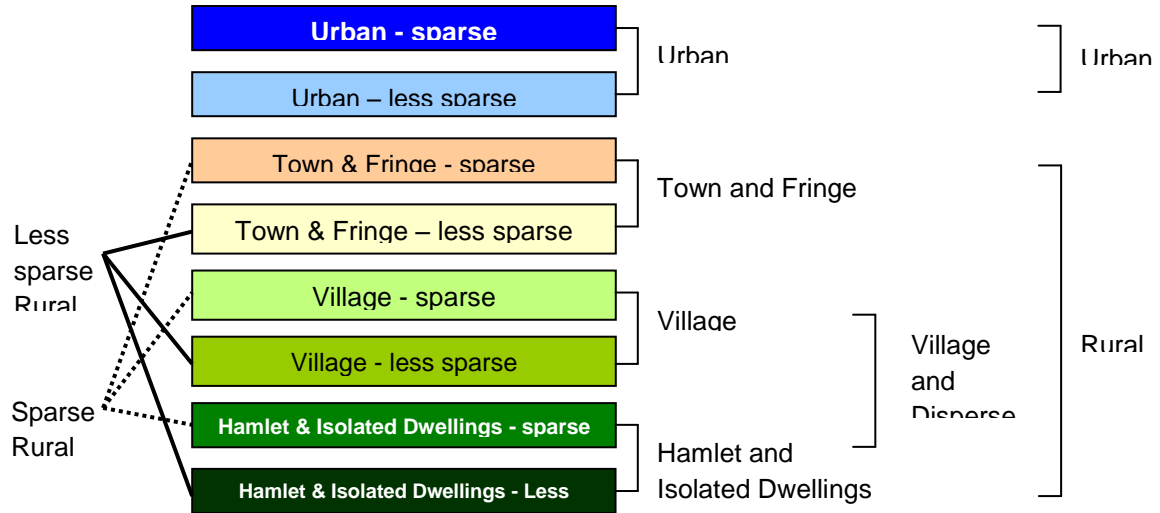 Urban - sparse
Urban – less sparse
Town & Fringe - sparse
Town & Fringe – less sparse
Village - sparse
Village - less sparse
Hamlet & Isolated Dwellings - sparse
Hamlet & Isolated Dwellings - Less
Less
sparse
Rural
Sparse
Rural
Urban
Town and Fringe
Village
Hamlet and
Isolated Dwellings
Village
and
Disperse
Urban
Rural